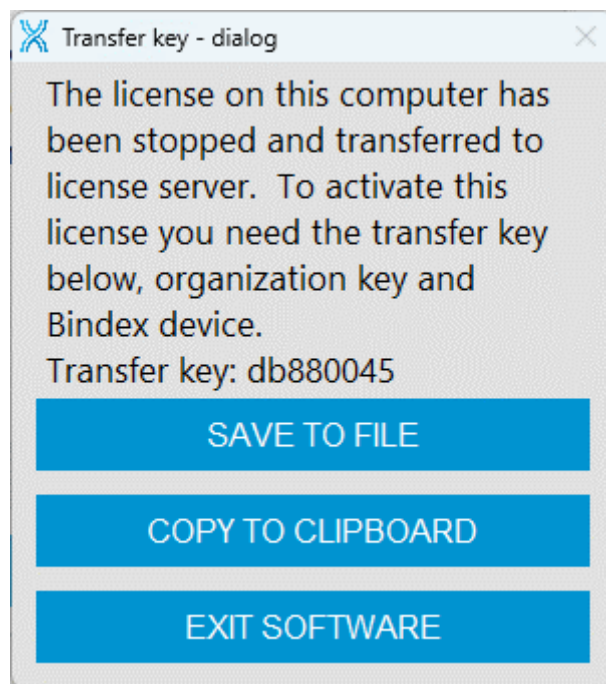 Transfer key - dialog
The license on this computer has
been stopped and transferred to
license server.  To activate this
license you need the transfer key
below, organization key and
Bindex device.
Transfer key: db880045
SAVE TO FILE
COPY TO CLIPBOARD
EXIT SOFTWARE